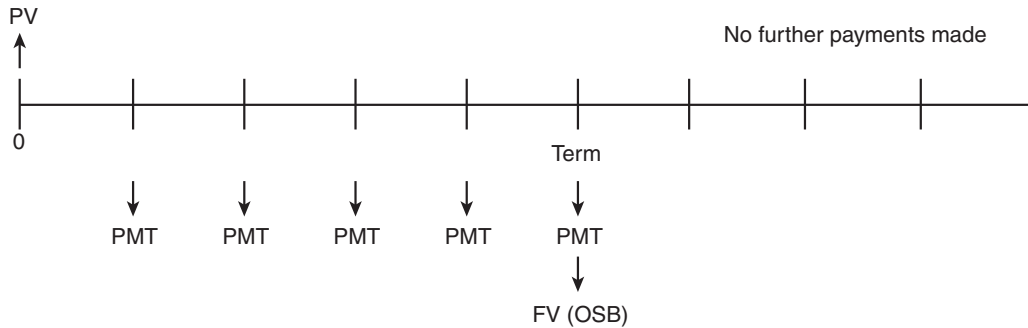 PV
No further payments made
0
Term
PMT PMT PMT PMT PMT
FV (OSB)